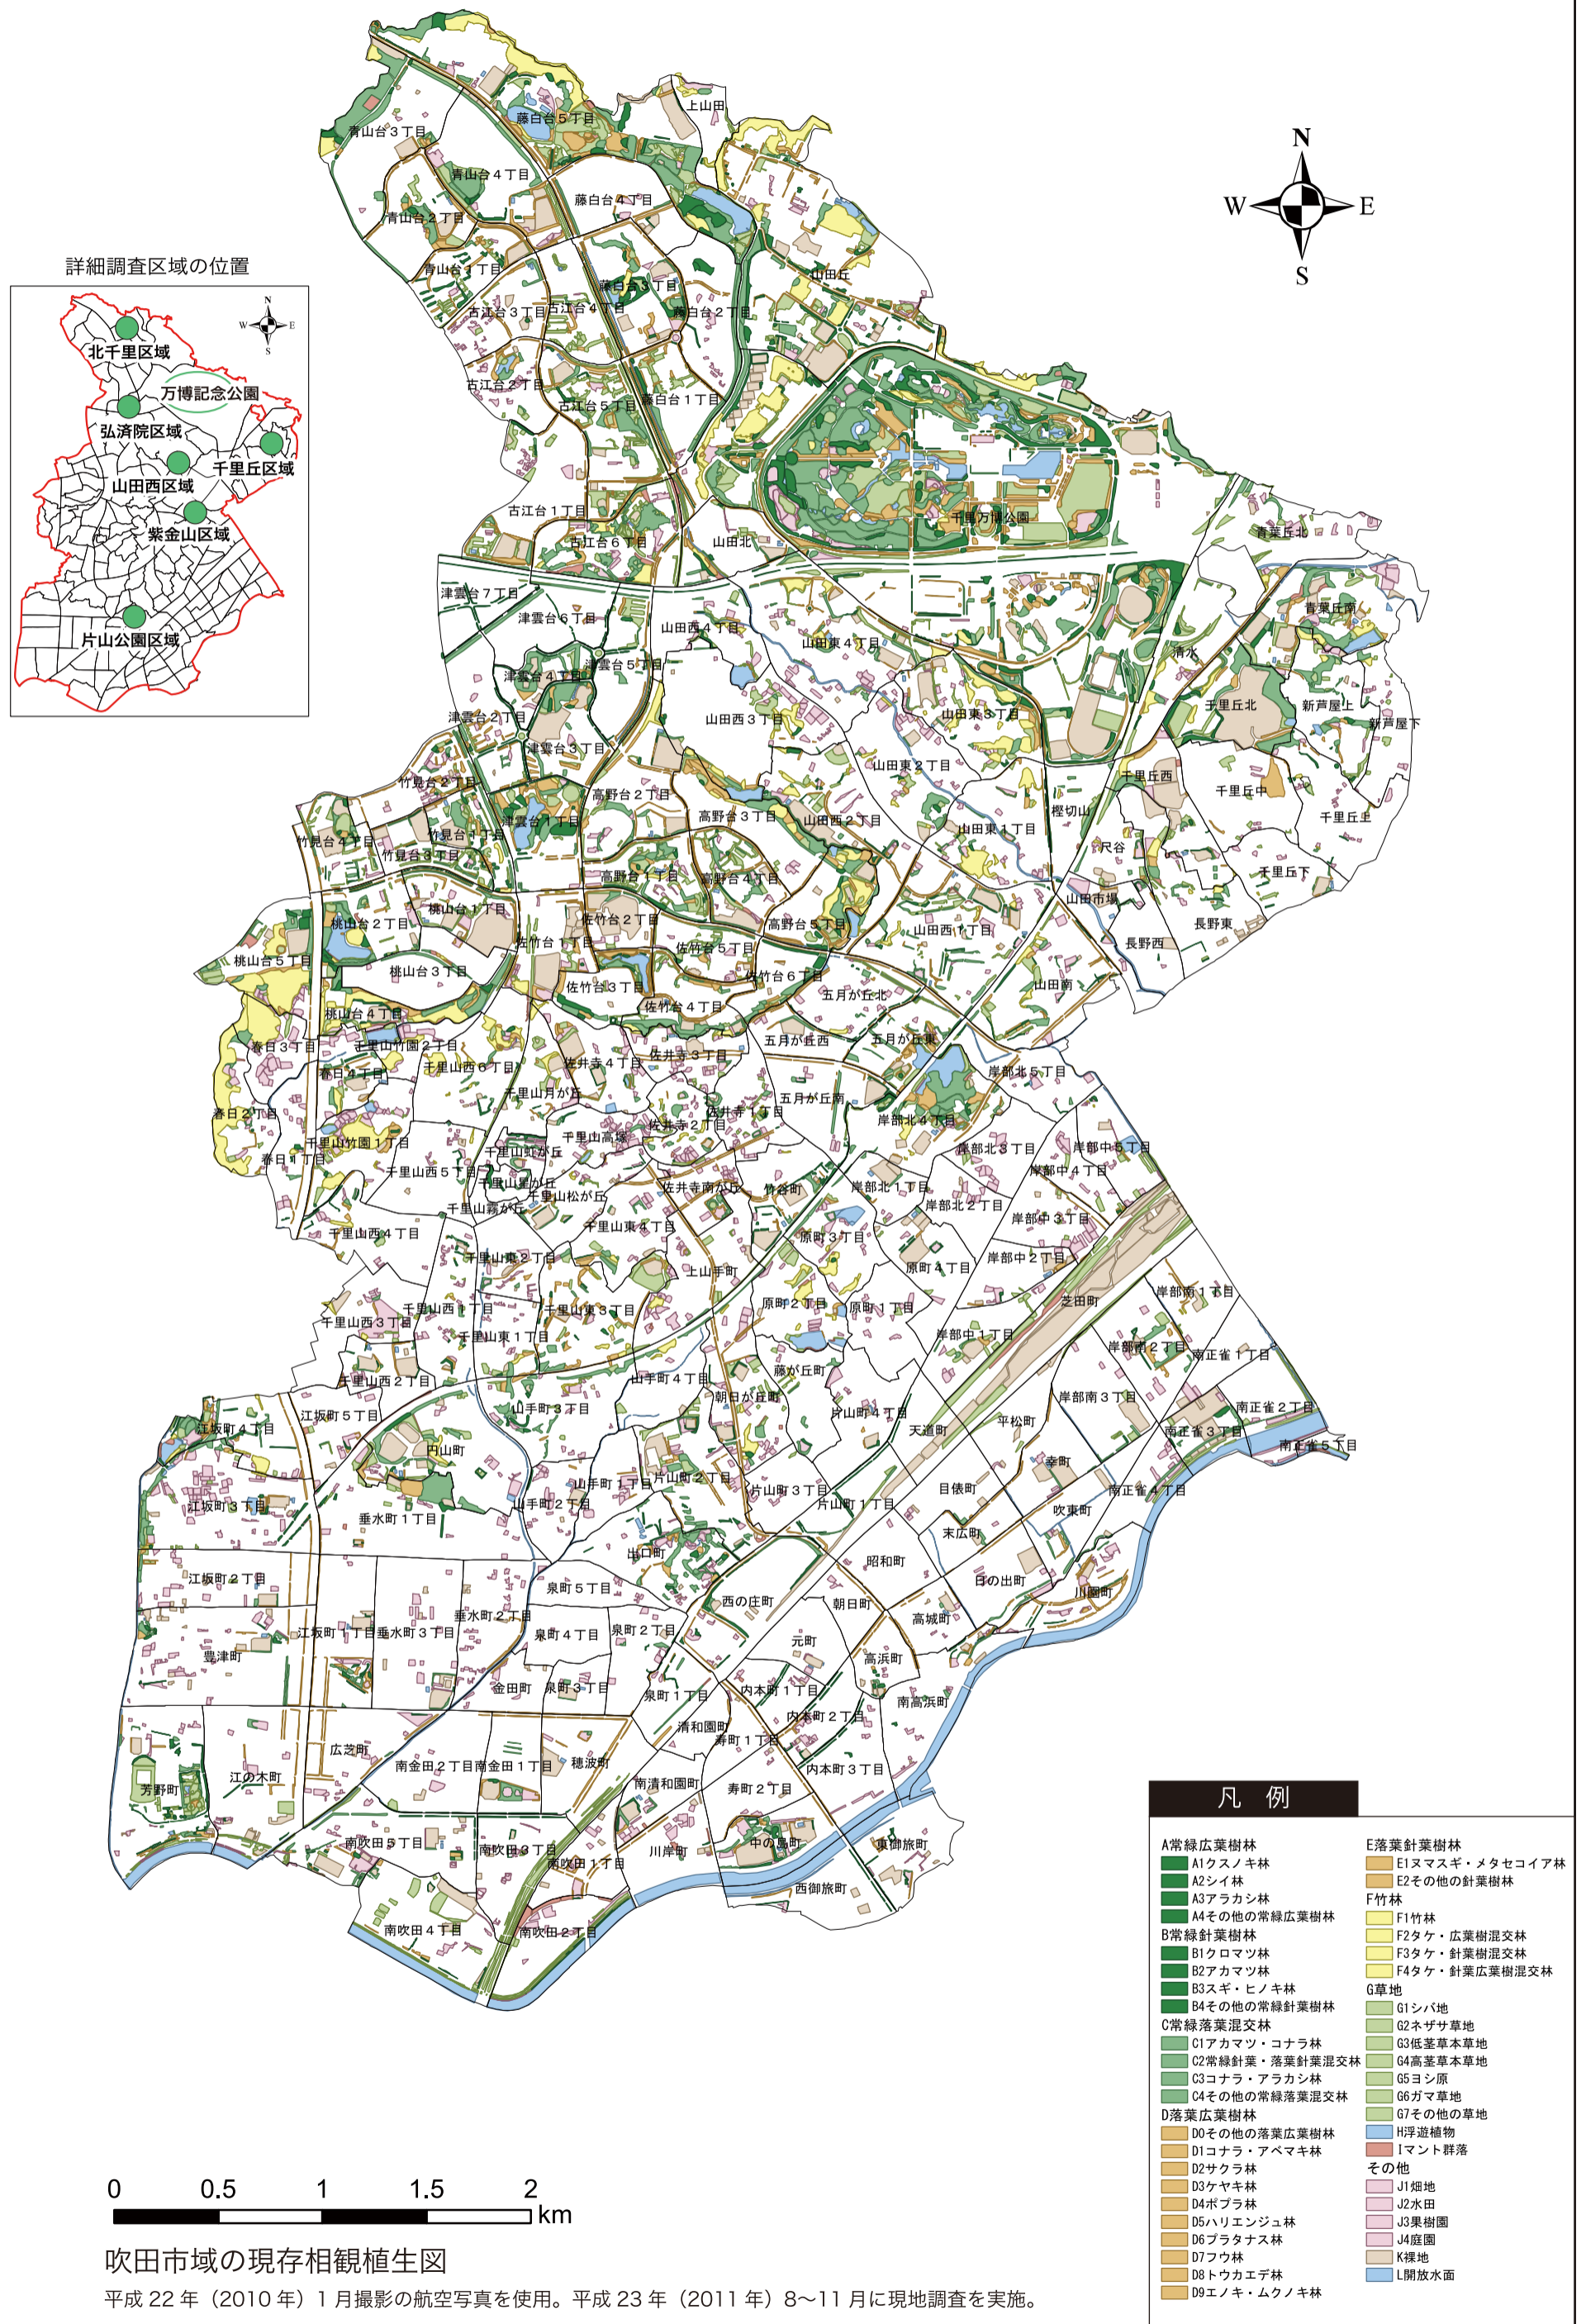 詳細調査区域の位置
N
W
E
S
北千里区域
万博記念公園
弘済院区域
千里丘区域
山田西区域
紫金山区域
片山公園区域
N
W
E
S
上山田
藤白台5丁目
青山台3丁目
青山台4丁目
藤白台4丁目
青山台2丁目
青山台1丁目
山田丘
藤白台3丁目
古江台3丁目
古江台4丁目
藤白台2丁目
古江台2丁目
古江台5丁目
藤白台1丁目
古江台1丁目
千里万博公園
古江台6丁目
山田北
青葉丘北
津雲台7丁目
津雲台6丁目
山田西4丁目
山田東4丁目
青葉丘南
津雲台5丁目
清水
津雲台4丁目
津雲台2丁目
山田西3丁目
山田東3丁目
千里丘北
新芦屋上
新芦屋下
津雲台3丁目
山田東2丁目
千里丘西
竹見台2丁目
高野台2丁目
千里丘中
津雲台1丁目
高野台3丁目
山田西2丁目
樫切山
千里丘上
竹見台4丁目
竹見台1丁目
山田東1丁目
竹見台3丁目
尺谷
高野台1丁目
高野台4丁目
千里丘下
桃山台1丁目
山田市場
桃山台2丁目
佐竹台2丁目
高野台5丁目
山田西1丁目
長野東
佐竹台1丁目
佐竹台5丁目
長野西
桃山台5丁目
桃山台3丁目
佐竹台6丁目
佐竹台3丁目
五月が丘北
山田南
桃山台4丁目
佐竹台4丁目
春日3丁目
千里山竹園2丁目
五月が丘西
五月が丘東
春日4丁目
千里山西6丁目
佐井寺4丁目
佐井寺3丁目
岸部北5丁目
千里山月が丘
五月が丘南
春日2丁目
佐井寺1丁目
岸部北4丁目
千里山竹園1丁目
千里山高塚
佐井寺2丁目
春日1丁目
千里山虹が丘
岸部北3丁目
岸部中5丁目
千里山西5丁目
岸部中4丁目
千里山星が丘
千里山松が丘
佐井寺南が丘
竹谷町
岸部北1丁目
千里山霧が丘
岸部北2丁目
岸部中3丁目
千里山西4丁目
千里山東4丁目
原町3丁目
千里山東2丁目
上山手町
原町4丁目
岸部中2丁目
千里山西1丁目
千里山東3丁目
原町2丁目
原町1丁目
芝田町
岸部南1丁目
千里山西3丁目
千里山東1丁目
岸部中1丁目
岸部南2丁目
南正雀1丁目
千里山西2丁目
山手町4丁目
藤が丘町
朝日が丘町
岸部南3丁目
江坂町5丁目
山手町3丁目
片山町4丁目
南正雀2丁目
江坂町4丁目
天道町
平松町
南正雀3丁目
南正雀5丁目
円山町
幸町
山手町1丁目
片山町2丁目
片山町3丁目
目俵町
南正雀4丁目
江坂町3丁目
山手町2丁目
片山町1丁目
吹東町
垂水町1丁目
末広町
出口町
昭和町
江坂町2丁目
泉町5丁目
日の出町
川園町
西の庄町
朝日町
垂水町2丁目
高城町
江坂町1丁目
垂水町3丁目
泉町4丁目
泉町2丁目
元町
豊津町
高浜町
金田町
泉町3丁目
泉町1丁目
内本町1丁目
南高浜町
清和園町
内本町2丁目
広芝町
寿町1丁目
江の木町
南金田2丁目
南金田1丁目
穂波町
内本町3丁目
芳野町
南清和園町
寿町2丁目
南吹田5丁目
南吹田3丁目
川岸町
中の島町
東御旅町
南吹田1丁目
西御旅町
南吹田4丁目
南吹田2丁目
凡 例
A常緑広葉樹林
A1クスノキ林
A2シイ林
A3アラカシ林
A4その他の常緑広葉樹林
B常緑針葉樹林
B1クロマツ林
B2アカマツ林
B3スギ・ヒノキ林
B4その他の常緑針葉樹林
C常緑落葉混交林
C1アカマツ・コナラ林
C2常緑針葉・落葉針葉混交林
C3コナラ・アラカシ林
C4その他の常緑落葉混交林
D落葉広葉樹林
D0その他の落葉広葉樹林
D1コナラ・アベマキ林
D2サクラ林
D3ケヤキ林
D4ポプラ林
D5ハリエンジュ林
D6プラタナス林
D7フウ林
D8トウカエデ林
D9エノキ・ムクノキ林
E落葉針葉樹林
E1ヌマスギ・メタセコイア林
E2その他の針葉樹林
F竹林
F1竹林
F2タケ・広葉樹混交林
F3タケ・針葉樹混交林
F4タケ・針葉広葉樹混交林
G草地
G1シバ地
G2ネザサ草地
G3低茎草本草地
G4高茎草本草地
G5ヨシ原
G6ガマ草地
G7その他の草地
H浮遊植物
Iマント群落
その他
J1畑地
J2水田
J3果樹園
J4庭園
K裸地
L開放水面
0 0.5 1 1.5 2
km
吹田市域の現存相観植生図
平成 22 年（2010 年）1 月撮影の航空写真を使用。平成 23 年（2011 年）8～11 月に現地調査を実施。